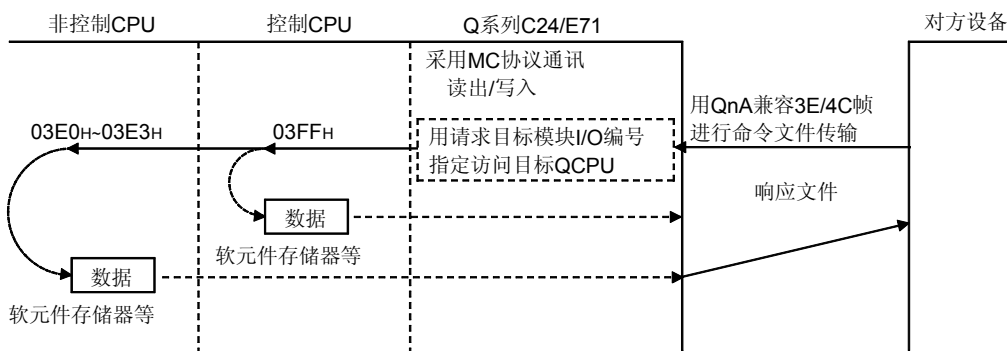 非控制CPU
控制CPU
Q系列C24/E71
对方设备
采用MC协议通讯
读出/写入
用QnA兼容3E/4C帧
进行命令文件传输
03E0H~03E3H
03FFH
用请求目标模块I/O编号
指定访问目标QCPU
响应文件
数据
软元件存储器等
数据
软元件存储器等